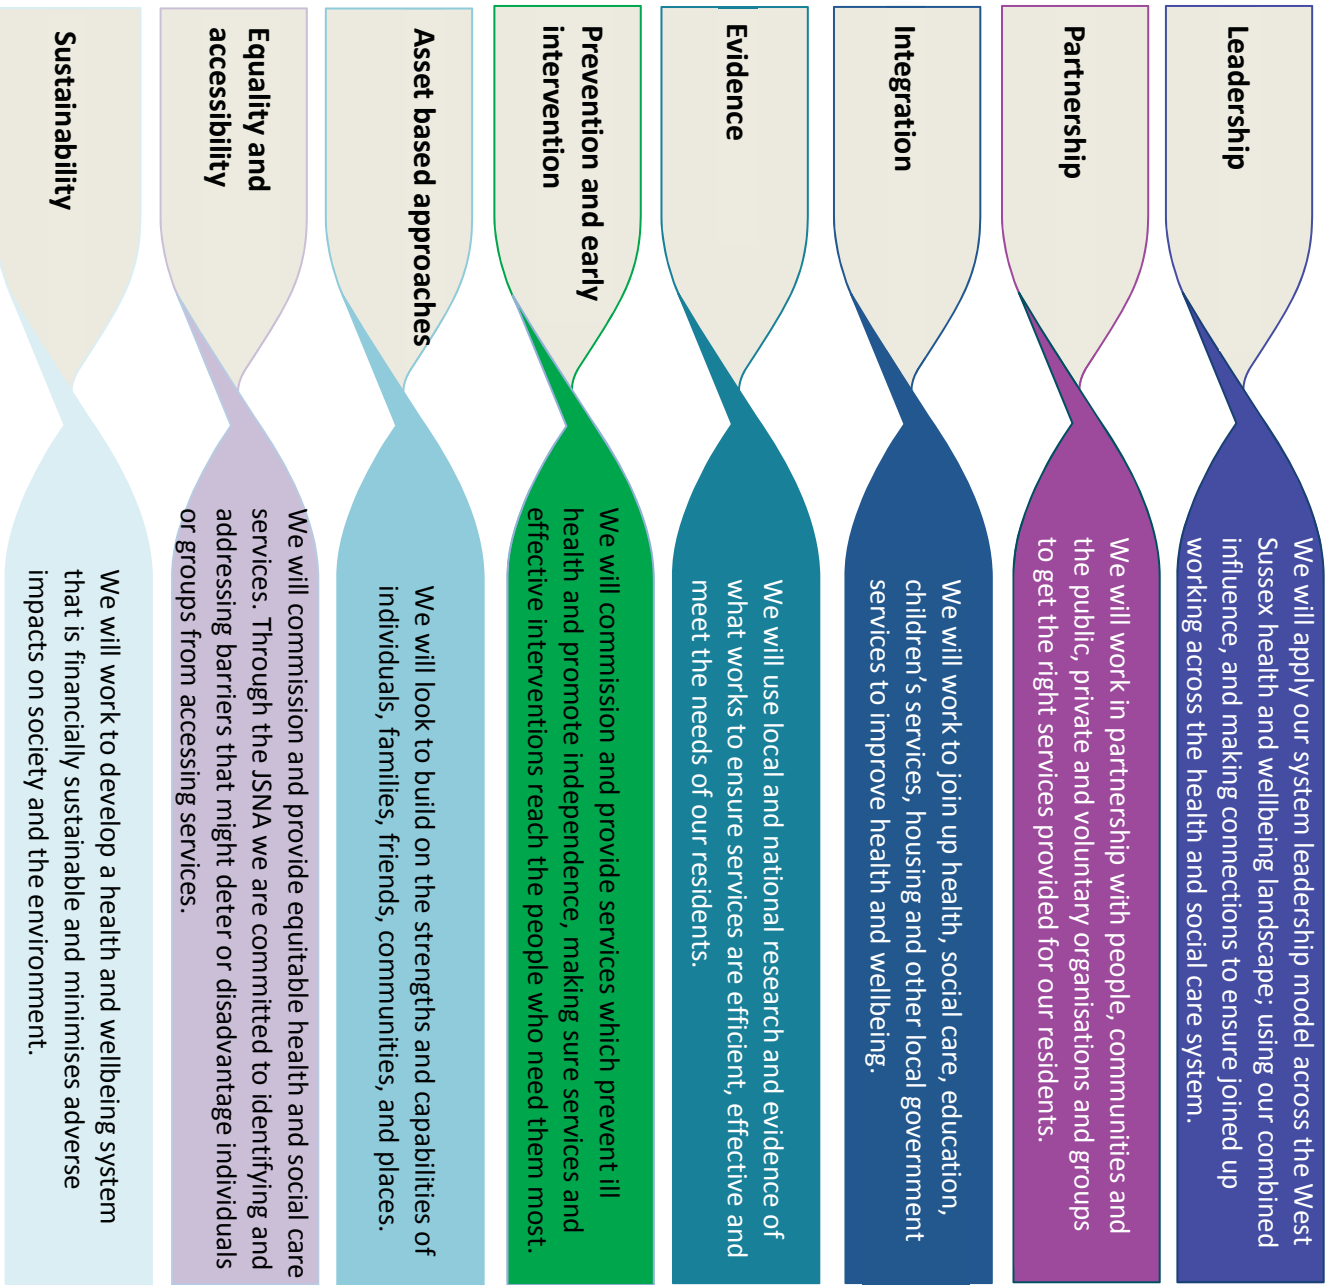 Leadership
We will apply our system leadership model across the West
Sussex health and wellbeing landscape; using our combined
influence, and making connections to ensure joined up
working across the health and social care system.
Partnership
We will work in partnership with people, communities and
the public, private and voluntary organisations and groups
to get the right services provided for our residents.
Integration
We will work to join up health, social care, education,
children’s services, housing and other local government
services to improve health and wellbeing.
Evidence
We will use local and national research and evidence of
what works to ensure services are efficient, effective and
meet the needs of our residents.
Prevention and early
intervention
We will commission and provide services which prevent ill
health and promote independence, making sure services and
effective interventions reach the people who need them most.
Asset based approaches
We will look to build on the strengths and capabilities of
individuals, families, friends, communities, and places.
Equality and
accessibility
We will commission and provide equitable health and social care
services. Through the JSNA we are committed to identifying and
addressing barriers that might deter or disadvantage individuals
or groups from accessing services.
Sustainability
We will work to develop a health and wellbeing system
that is financially sustainable and minimises adverse
impacts on society and the environment.